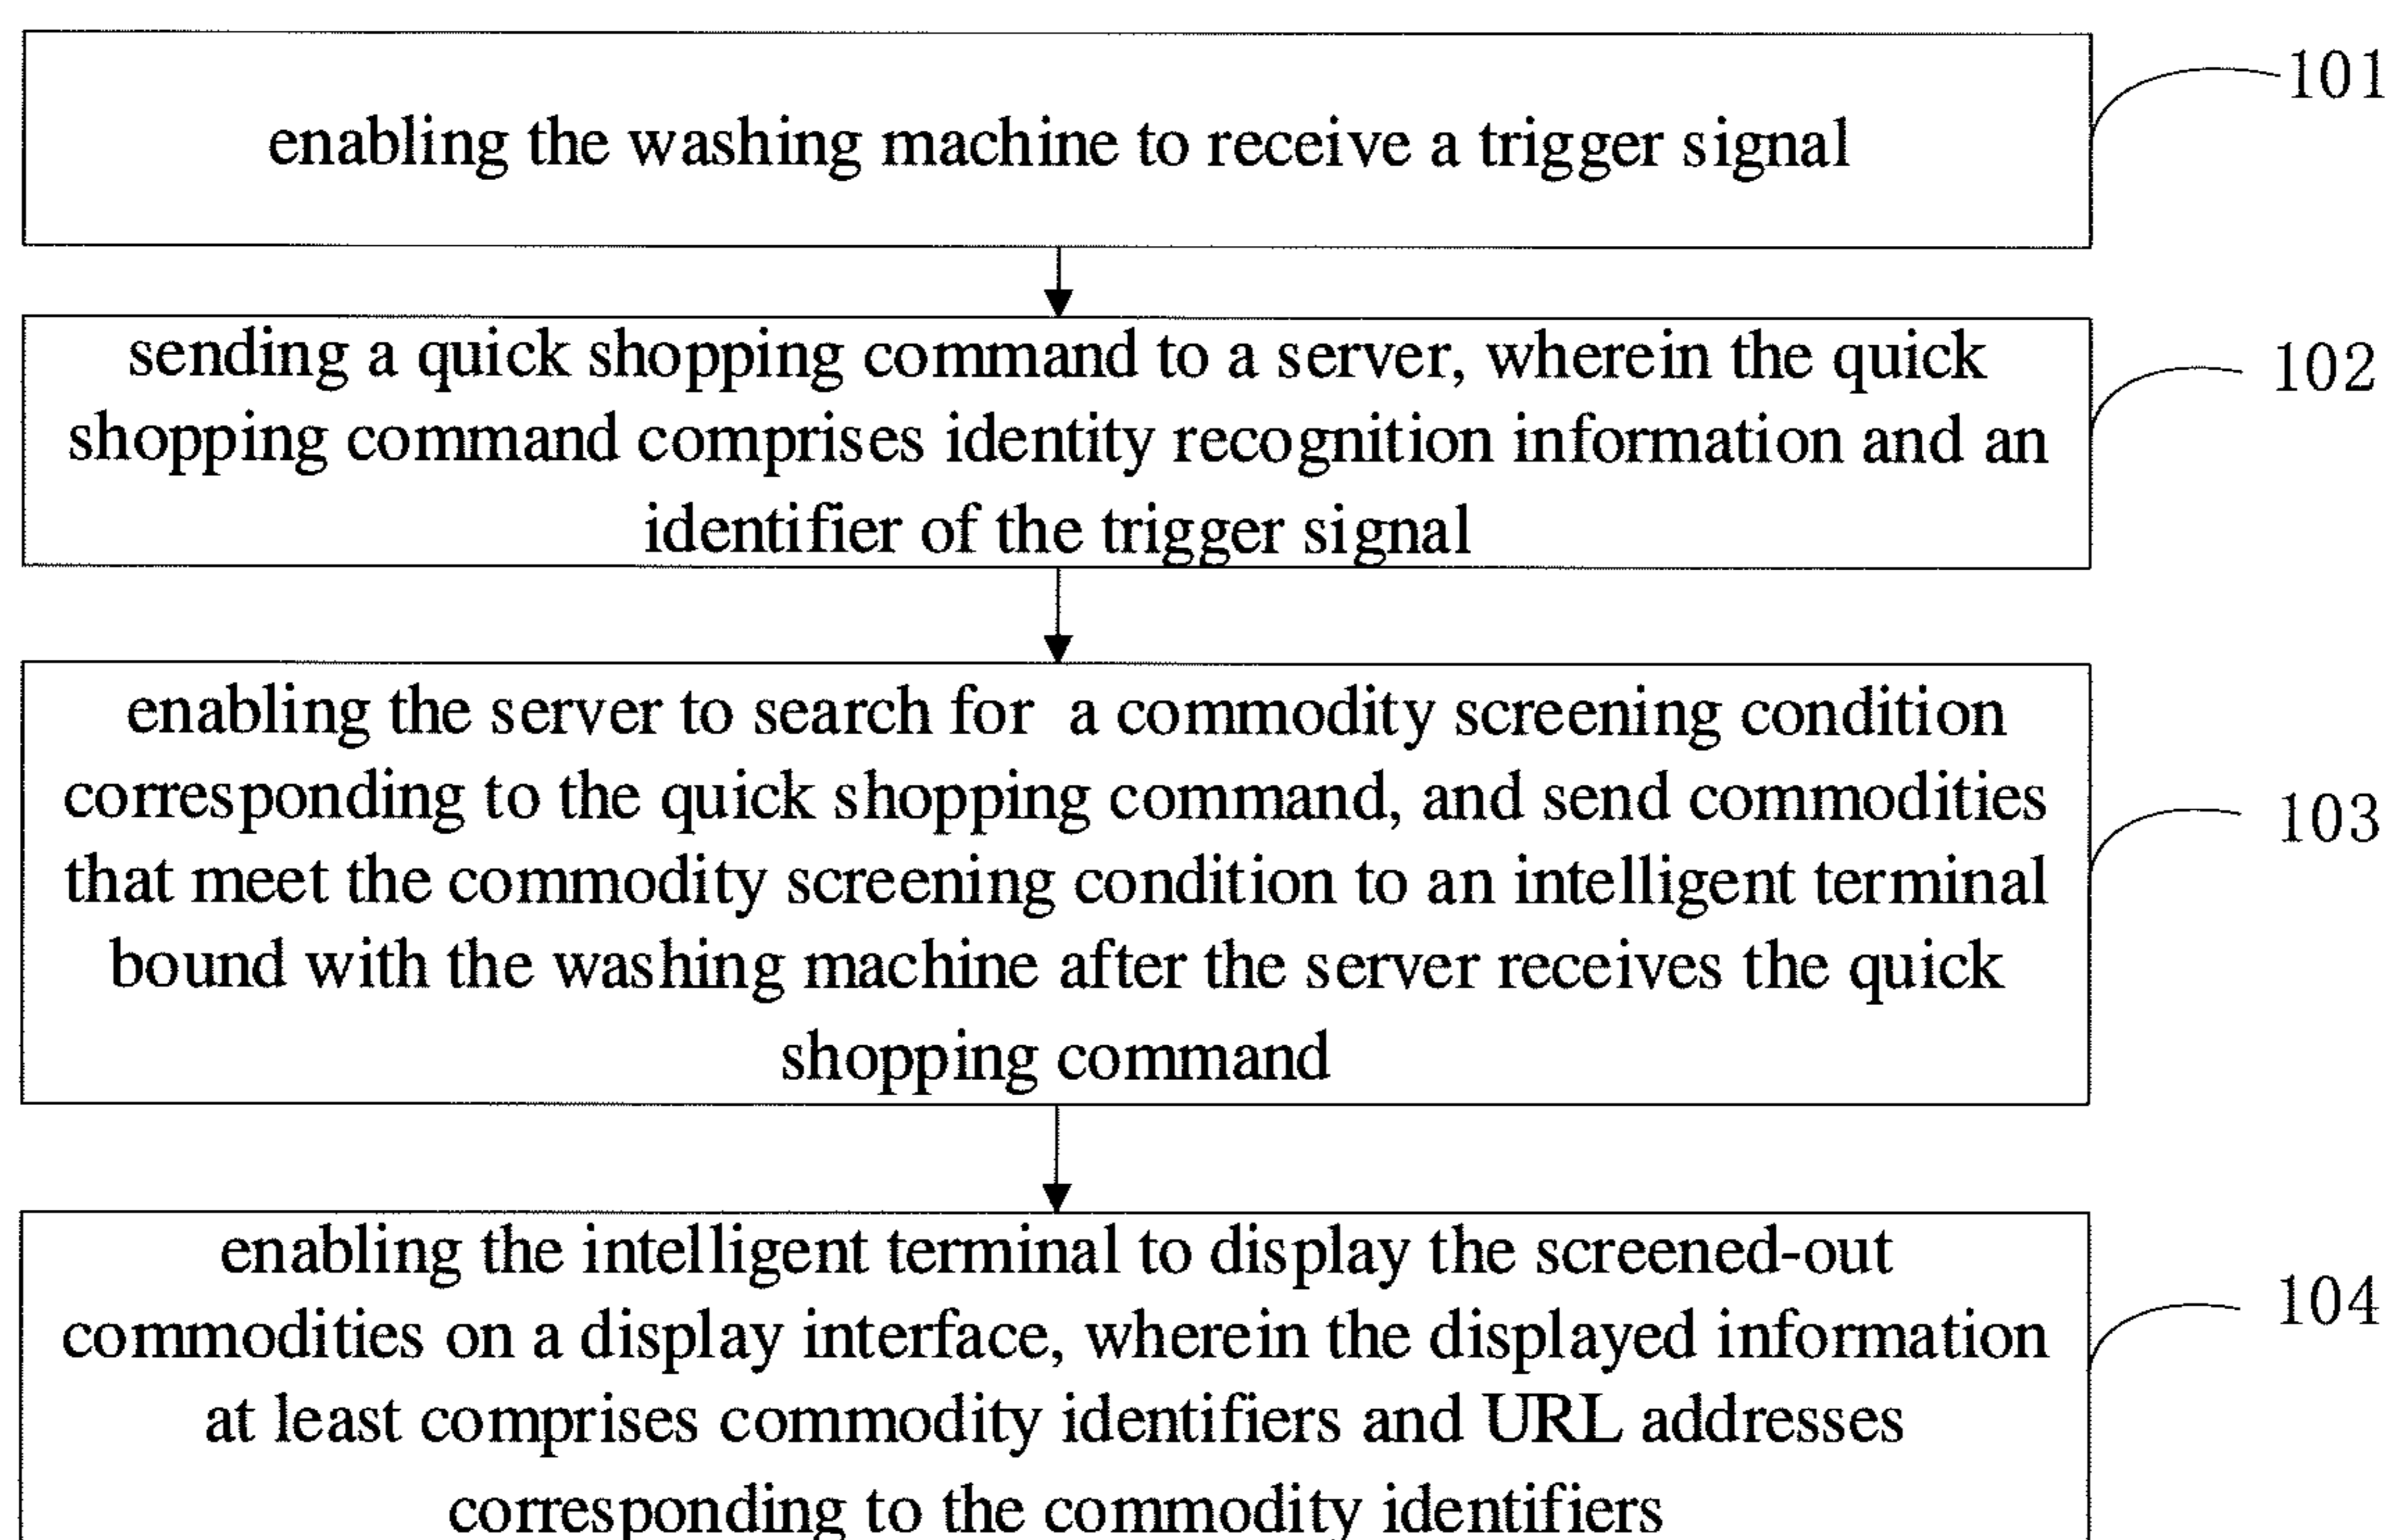 enabling the washing machine to receive a trigger signal
101
sending a quick shopping command to a server, wherein the quick
shopping command comprises identity recognition information and an
identifier of the trigger signal
102
enabling the server to search for a commodity screening condition
corresponding to the quick shopping command, and send commodities
that meet the commodity screening condition to an intelligent terminal
bound with the washing machine after the server receives the quick
shopping command
103
enabling the intelligent terminal to display the screened-out
commodities on a display interface, wherein the displayed information
at least comprises commodity identifiers and URL addresses
corresponding to the commodity identifiers
104